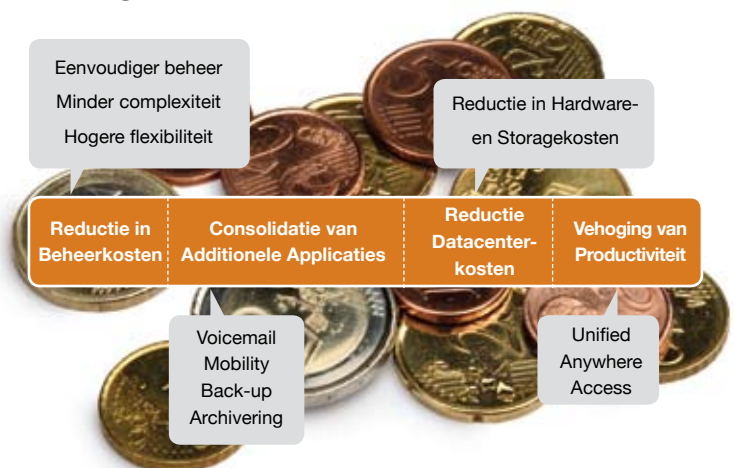 Eenvoudiger beheer
Minder complexiteit
Hogere flexibiliteit
Reductie in Hardware-
en Storagekosten
Reductie in
Beheerkosten
Consolidatie van
Additionele Applicaties
Reductie
Datacenter-
kosten
Vehoging van
Productiviteit
Voicemail
Mobility
Back-up
Archivering
Unified
Anywhere
Access